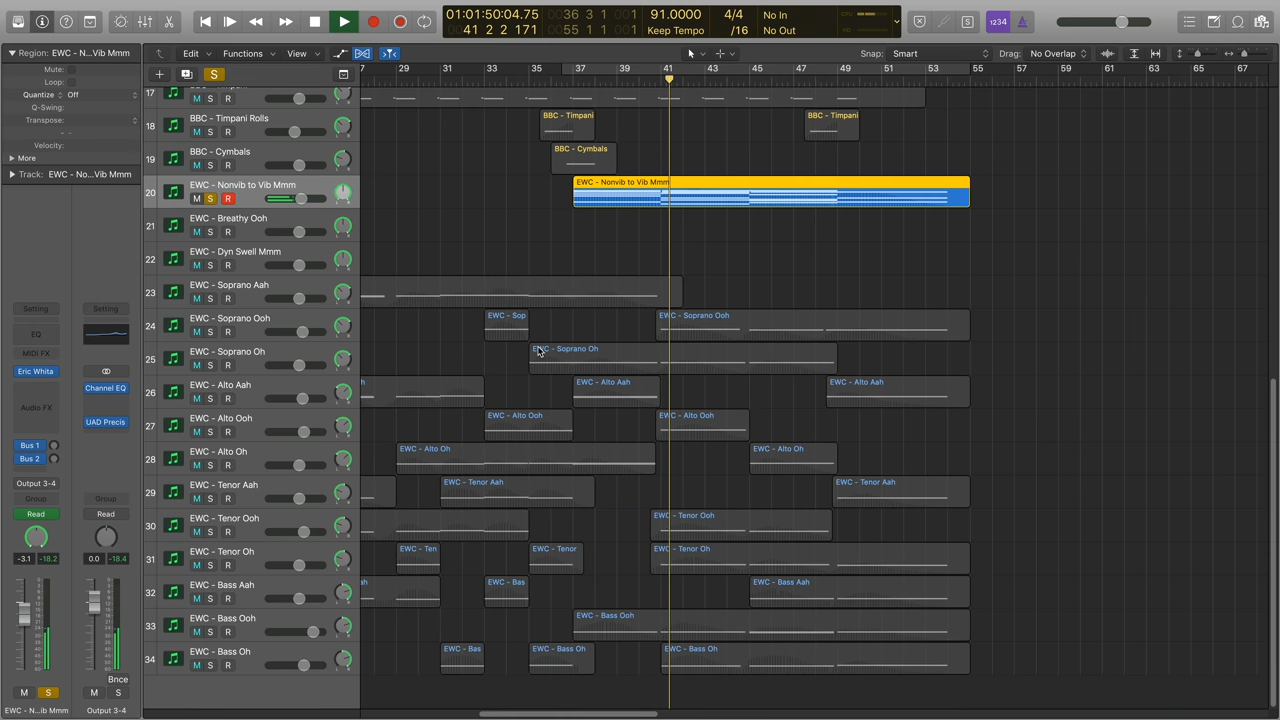 01:01:50:04.75
41 2 2 171
0036 3 1 001
0055 1 1 001
91.0000
Keep Tempo
4/4
/16
No In
No Out
CPU
1234
Region: EWC - N...Vib Mmm
Edit
Functions
View
Snap:
Smart
Drag:
No Overlap
Mute:
Loop:
Quantize
Off
Q-Swing:
Transpose:
Velocity:
More
Track: EWC - No...Vib Mmm
S
7
29
31
33
35
37
39
41
43
45
47
49
51
53
55
57
59
61
63
65
67
17
M S R
18
BBC - Timpani Rolls
M S R
BBC - Timpani
BBC - Timpani
19
BBC - Cymbals
M S R
BBC - Cymbals
20
EWC - Nonvib to Vib Mmm
M S R
EWC - Nonvib to Vib Mmm
21
EWC - Breathy Ooh
M S R
22
EWC - Dyn Swell Mmm
M S R
23
EWC - Soprano Aah
M S R
24
EWC - Soprano Ooh
M S R
EWC - Sop
EWC - Soprano Ooh
25
EWC - Soprano Oh
M S R
EWC - Soprano Oh
26
EWC - Alto Aah
M S R
h
EWC - Alto Aah
EWC - Alto Aah
27
EWC - Alto Ooh
M S R
EWC - Alto Ooh
EWC - Alto Ooh
28
EWC - Alto Oh
M S R
EWC - Alto Oh
EWC - Alto Oh
29
EWC - Tenor Aah
M S R
EWC - Tenor Aah
EWC - Tenor Aah
30
EWC - Tenor Ooh
M S R
EWC - Tenor Ooh
31
EWC - Tenor Oh
M S R
EWC - Ten
EWC - Tenor
EWC - Tenor Oh
32
EWC - Bass Aah
M S R
ah
EWC - Bas
EWC - Bass Aah
33
EWC - Bass Ooh
M S R
EWC - Bass Ooh
34
EWC - Bass Oh
M S R
EWC - Bas
EWC - Bass Oh
EWC - Bass Oh
Setting
Setting
EQ
MIDI FX
Eric Whita
Channel EQ
Audio FX
UAD Precis
Bus 1
Bus 2
Output 3-4
Group
Group
Read
Read
-3.1
-18.2
0.0
-18.4
Bnce
M S
M S
EWC - N...ib Mmm
Output 3-4